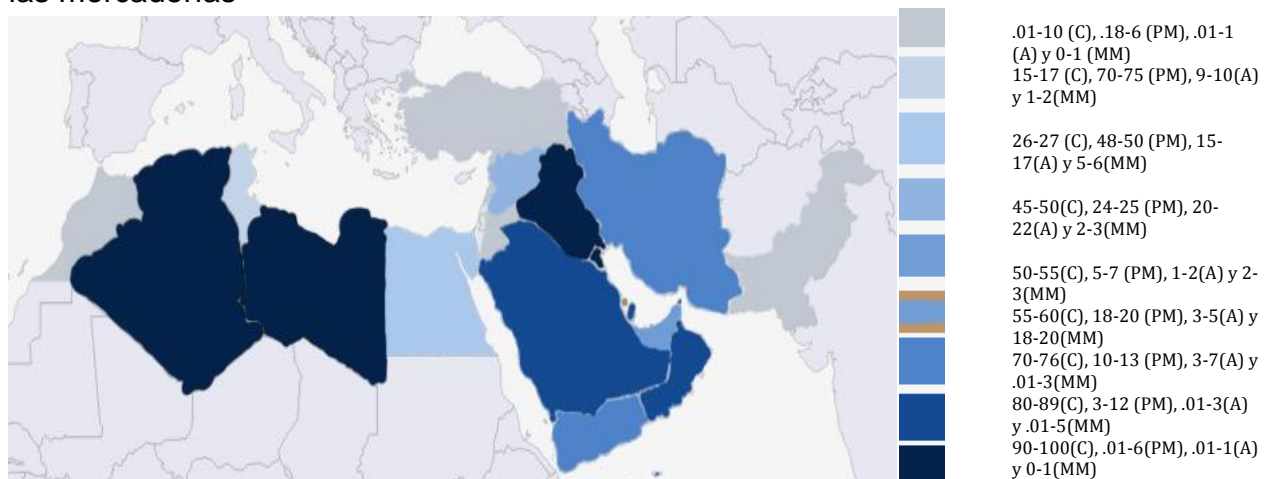 las mercaderías
.01-10 (C), .18-6 (PM), .01-1
(A) y 0-1 (MM)
15-17 (C), 70-75 (PM), 9-10(A)
y 1-2(MM)
26-27 (C), 48-50 (PM), 15-
17(A) y 5-6(MM)
45-50(C), 24-25 (PM), 20-
22(A) y 2-3(MM)
50-55(C), 5-7 (PM), 1-2(A) y 2-
3(MM)
55-60(C), 18-20 (PM), 3-5(A) y
18-20(MM)
70-76(C), 10-13 (PM), 3-7(A) y
.01-3(MM)
80-89(C), 3-12 (PM), .01-3(A)
y .01-5(MM)
90-100(C), .01-6(PM), .01-1(A)
y 0-1(MM)